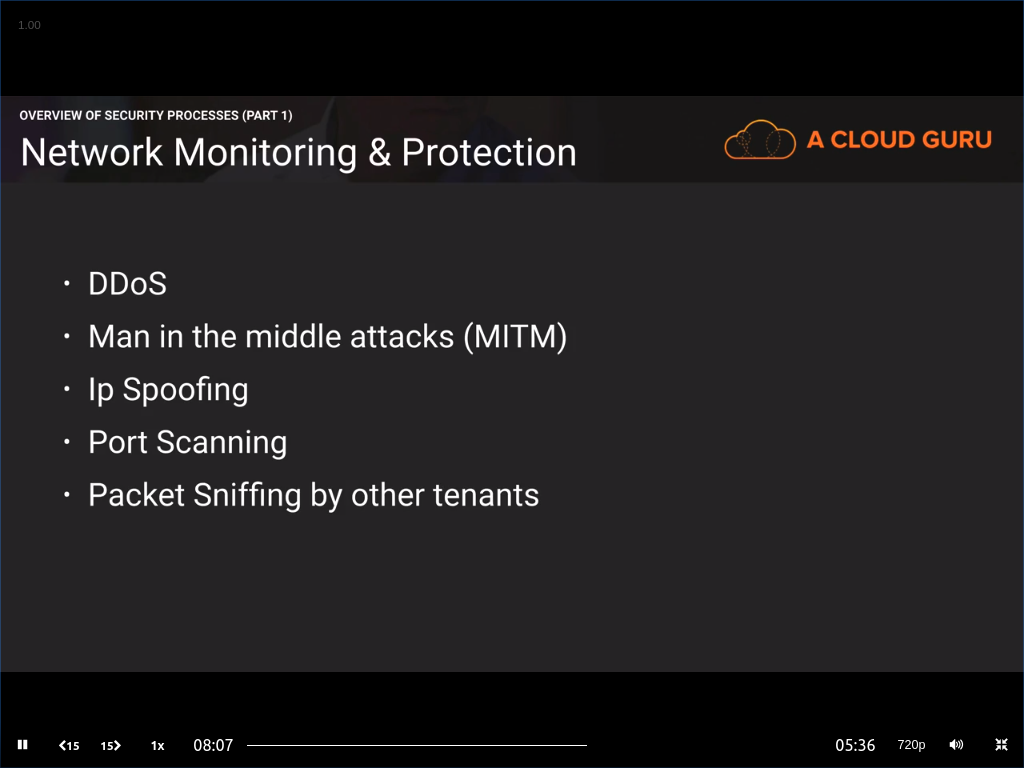 1.00
OVERVIEW OF SECURITY PROCESSES (PART 1)
Network Monitoring & Protection
A CLOUD GURU
· DDoS
· Man in the middle attacks (MITM)
· Ip Spoofing
· Port Scanning
· Packet Sniffing by other tenants
15 15 1x 08:07 05:36 720p